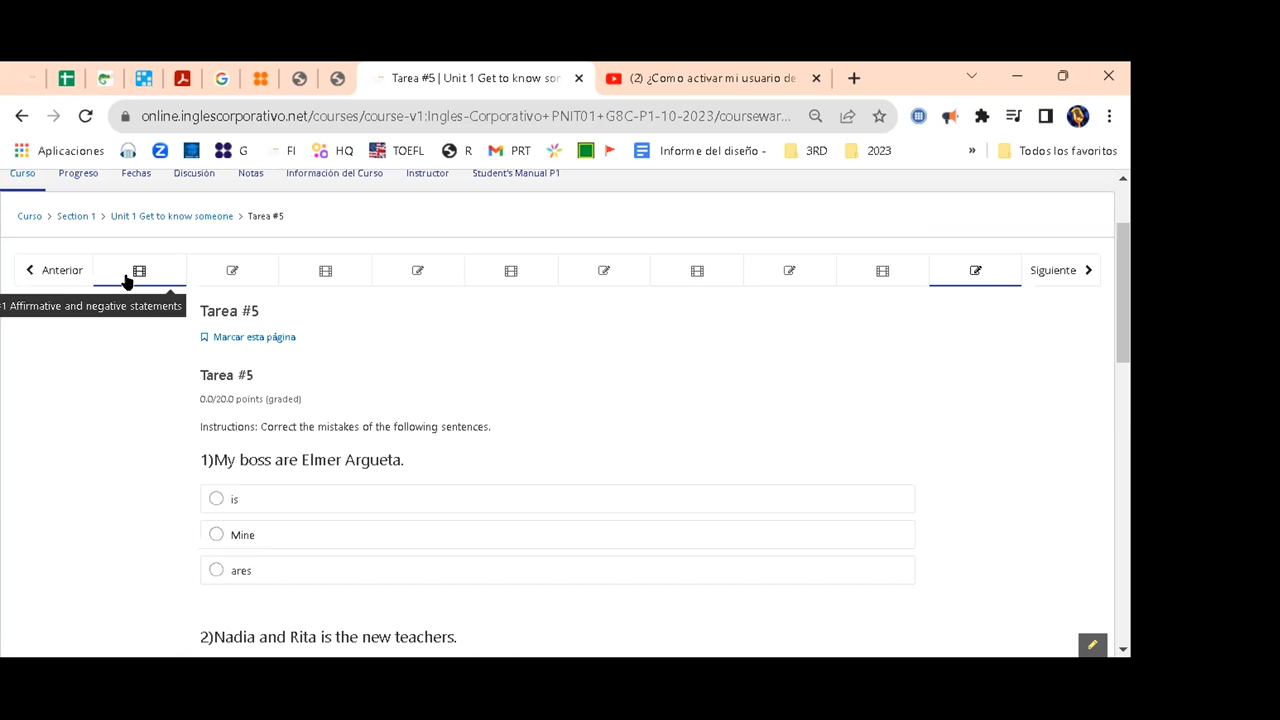 Tarea #5 | Unit 1 Get to know son
(2) ¿Como activar mi usuario de
online.inglescorporativo.net/courses/course-v1:Ingles-Corporativo+PNIT01+G8C-P1-10-2023/coursewar...
Aplicaciones G FI HQ TOEFL R PRT Informe del diseño - 3RD 2023 » Todos los favoritos
Curso Progreso Fechas Discusión Notas Información del Curso Instructor Student's Manual P1
Curso > Section 1 > Unit 1 Get to know someone > Tarea #5
Anterior
Siguiente
#1 Affirmative and negative statements
Tarea #5
Marcar esta página
Tarea #5
0.0/20.0 points (graded)
Instructions: Correct the mistakes of the following sentences.
1)My boss are Elmer Argueta.
is
Mine
ares
2)Nadia and Rita is the new teachers.